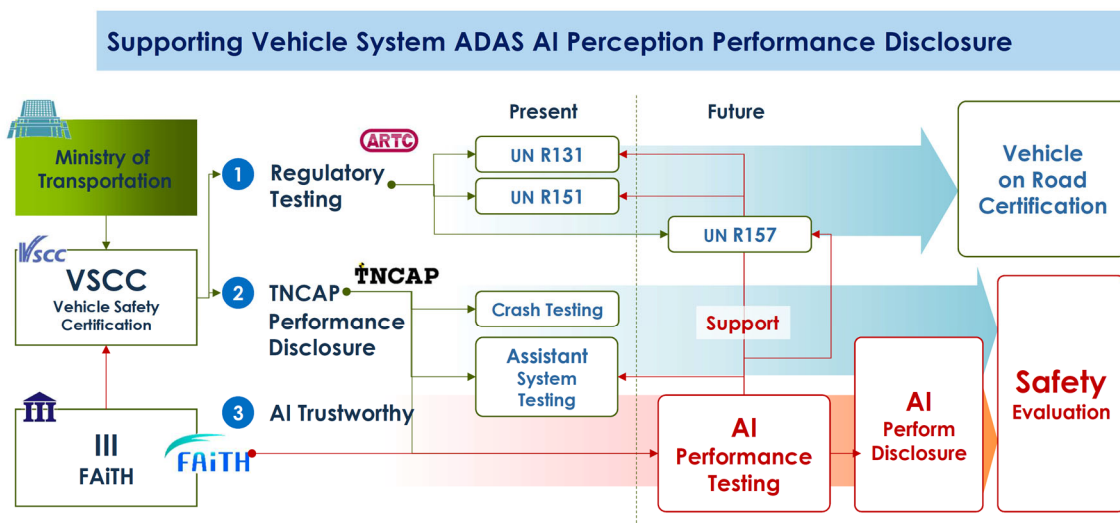 Supporting Vehicle System ADAS AI Perception Performance Disclosure
Present
Future
Ministry of
Transportation
ARTC
1
Regulatory
Testing
UN R131
UN R151
UN R157
Vehicle
on Road
Certification
Vscc
VSCC
Vehicle Safety
Certification
TNCAP
2
TNCAP
Performance
Disclosure
Crash Testing
Assistant
System
Testing
Support
3
AI Trustworthy
III
III
FAiTH
FAiTH
AI
Performance
Testing
AI
Perform
Disclosure
Safety
Evaluation